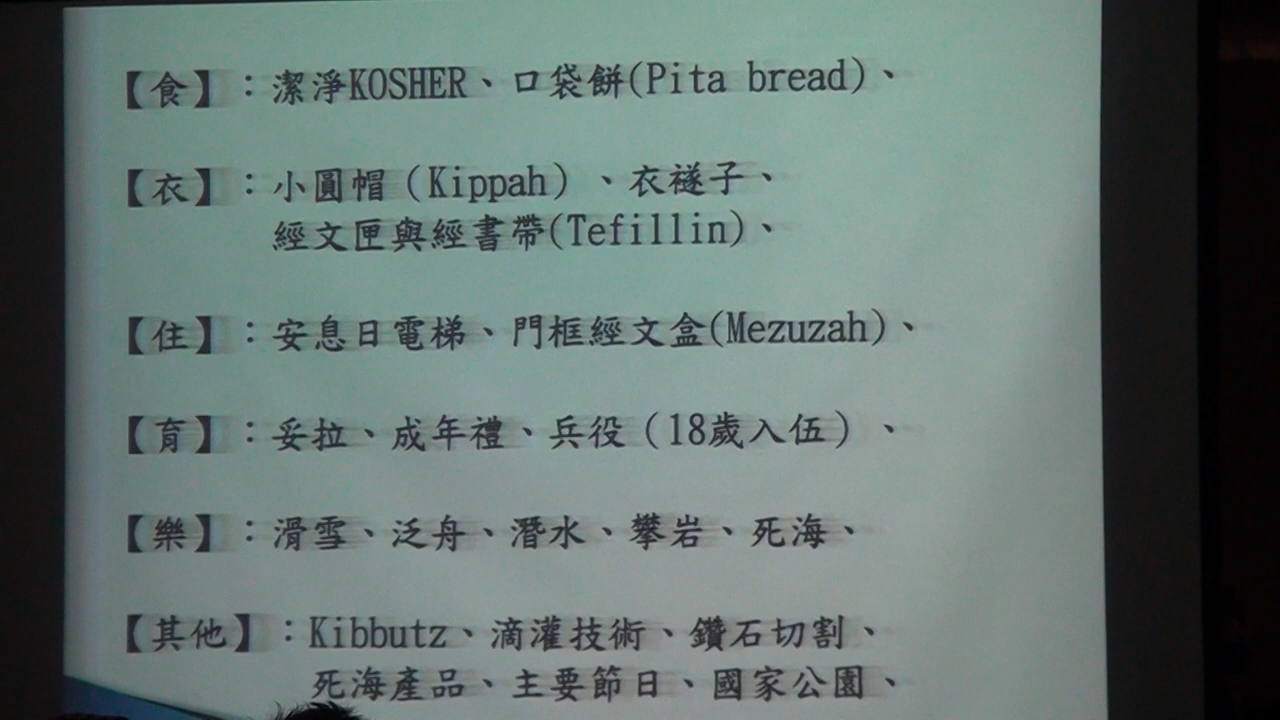 【食】：潔淨KOSHER、口袋餅(Pita bread)、
【衣】：小圓帽（Kippah）、衣襚子、
經文匣與經書帶(Tefillin)、
【住】：安息日電梯、門框經文盒(Mezuzah)、
【育】：妥拉、成年禮、兵役（18歲入伍）、
【樂】：滑雪、泛舟、潛水、攀岩、死海、
【其他】：Kibbutz、滴灌技術、鑽石切割、
死海產品、主要節日、國家公園、